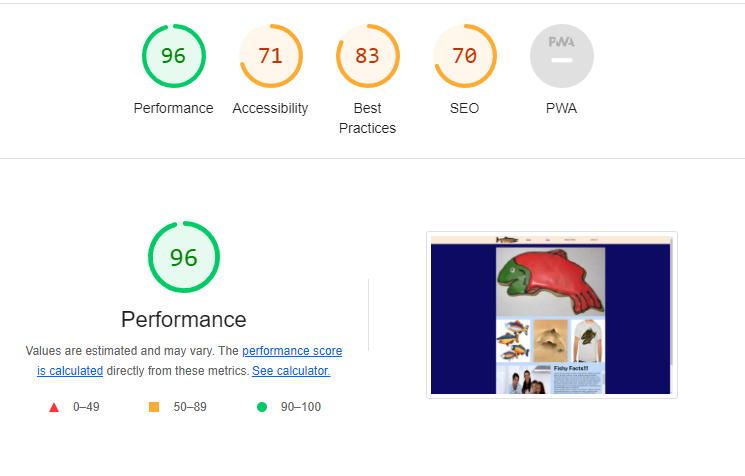 96
71
83
70
PWA
Performance
Accessibility
Best
Practices
SEO
PWA
96
Performance
Values are estimated and may vary. The performance score
is calculated directly from these metrics. See calculator.
0–49
50–89
90–100
Fishy Facts!!!